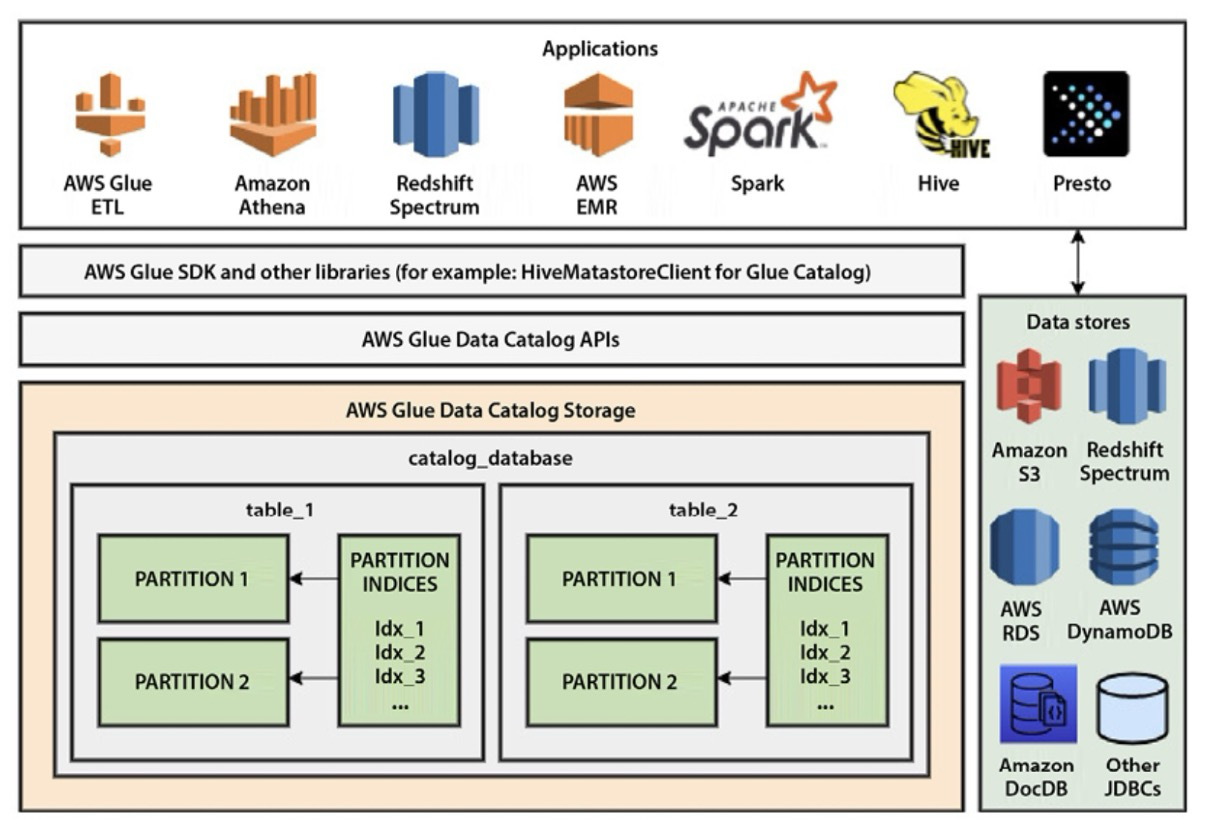 Applications
APACHE
Spark
HIVE
AWS Glue
ETL
Amazon
Athena
Redshift
Spectrum
AWS
EMR
Spark
Hive
Presto
AWS Glue SDK and other libraries (for example: HiveMatastoreClient for Glue Catalog)
AWS Glue Data Catalog APIs
AWS Glue Data Catalog Storage
catalog_database
table_1
PARTITION 1
PARTITION 2
PARTITION
INDICES
Idx_1
Idx_2
Idx_3
...
table_2
PARTITION 1
PARTITION 2
PARTITION
INDICES
Idx_1
Idx_2
Idx_3
...
Data stores
Amazon
S3
Redshift
Spectrum
AWS
RDS
AWS
DynamoDB
Amazon
DocDB
Other
JDBCs